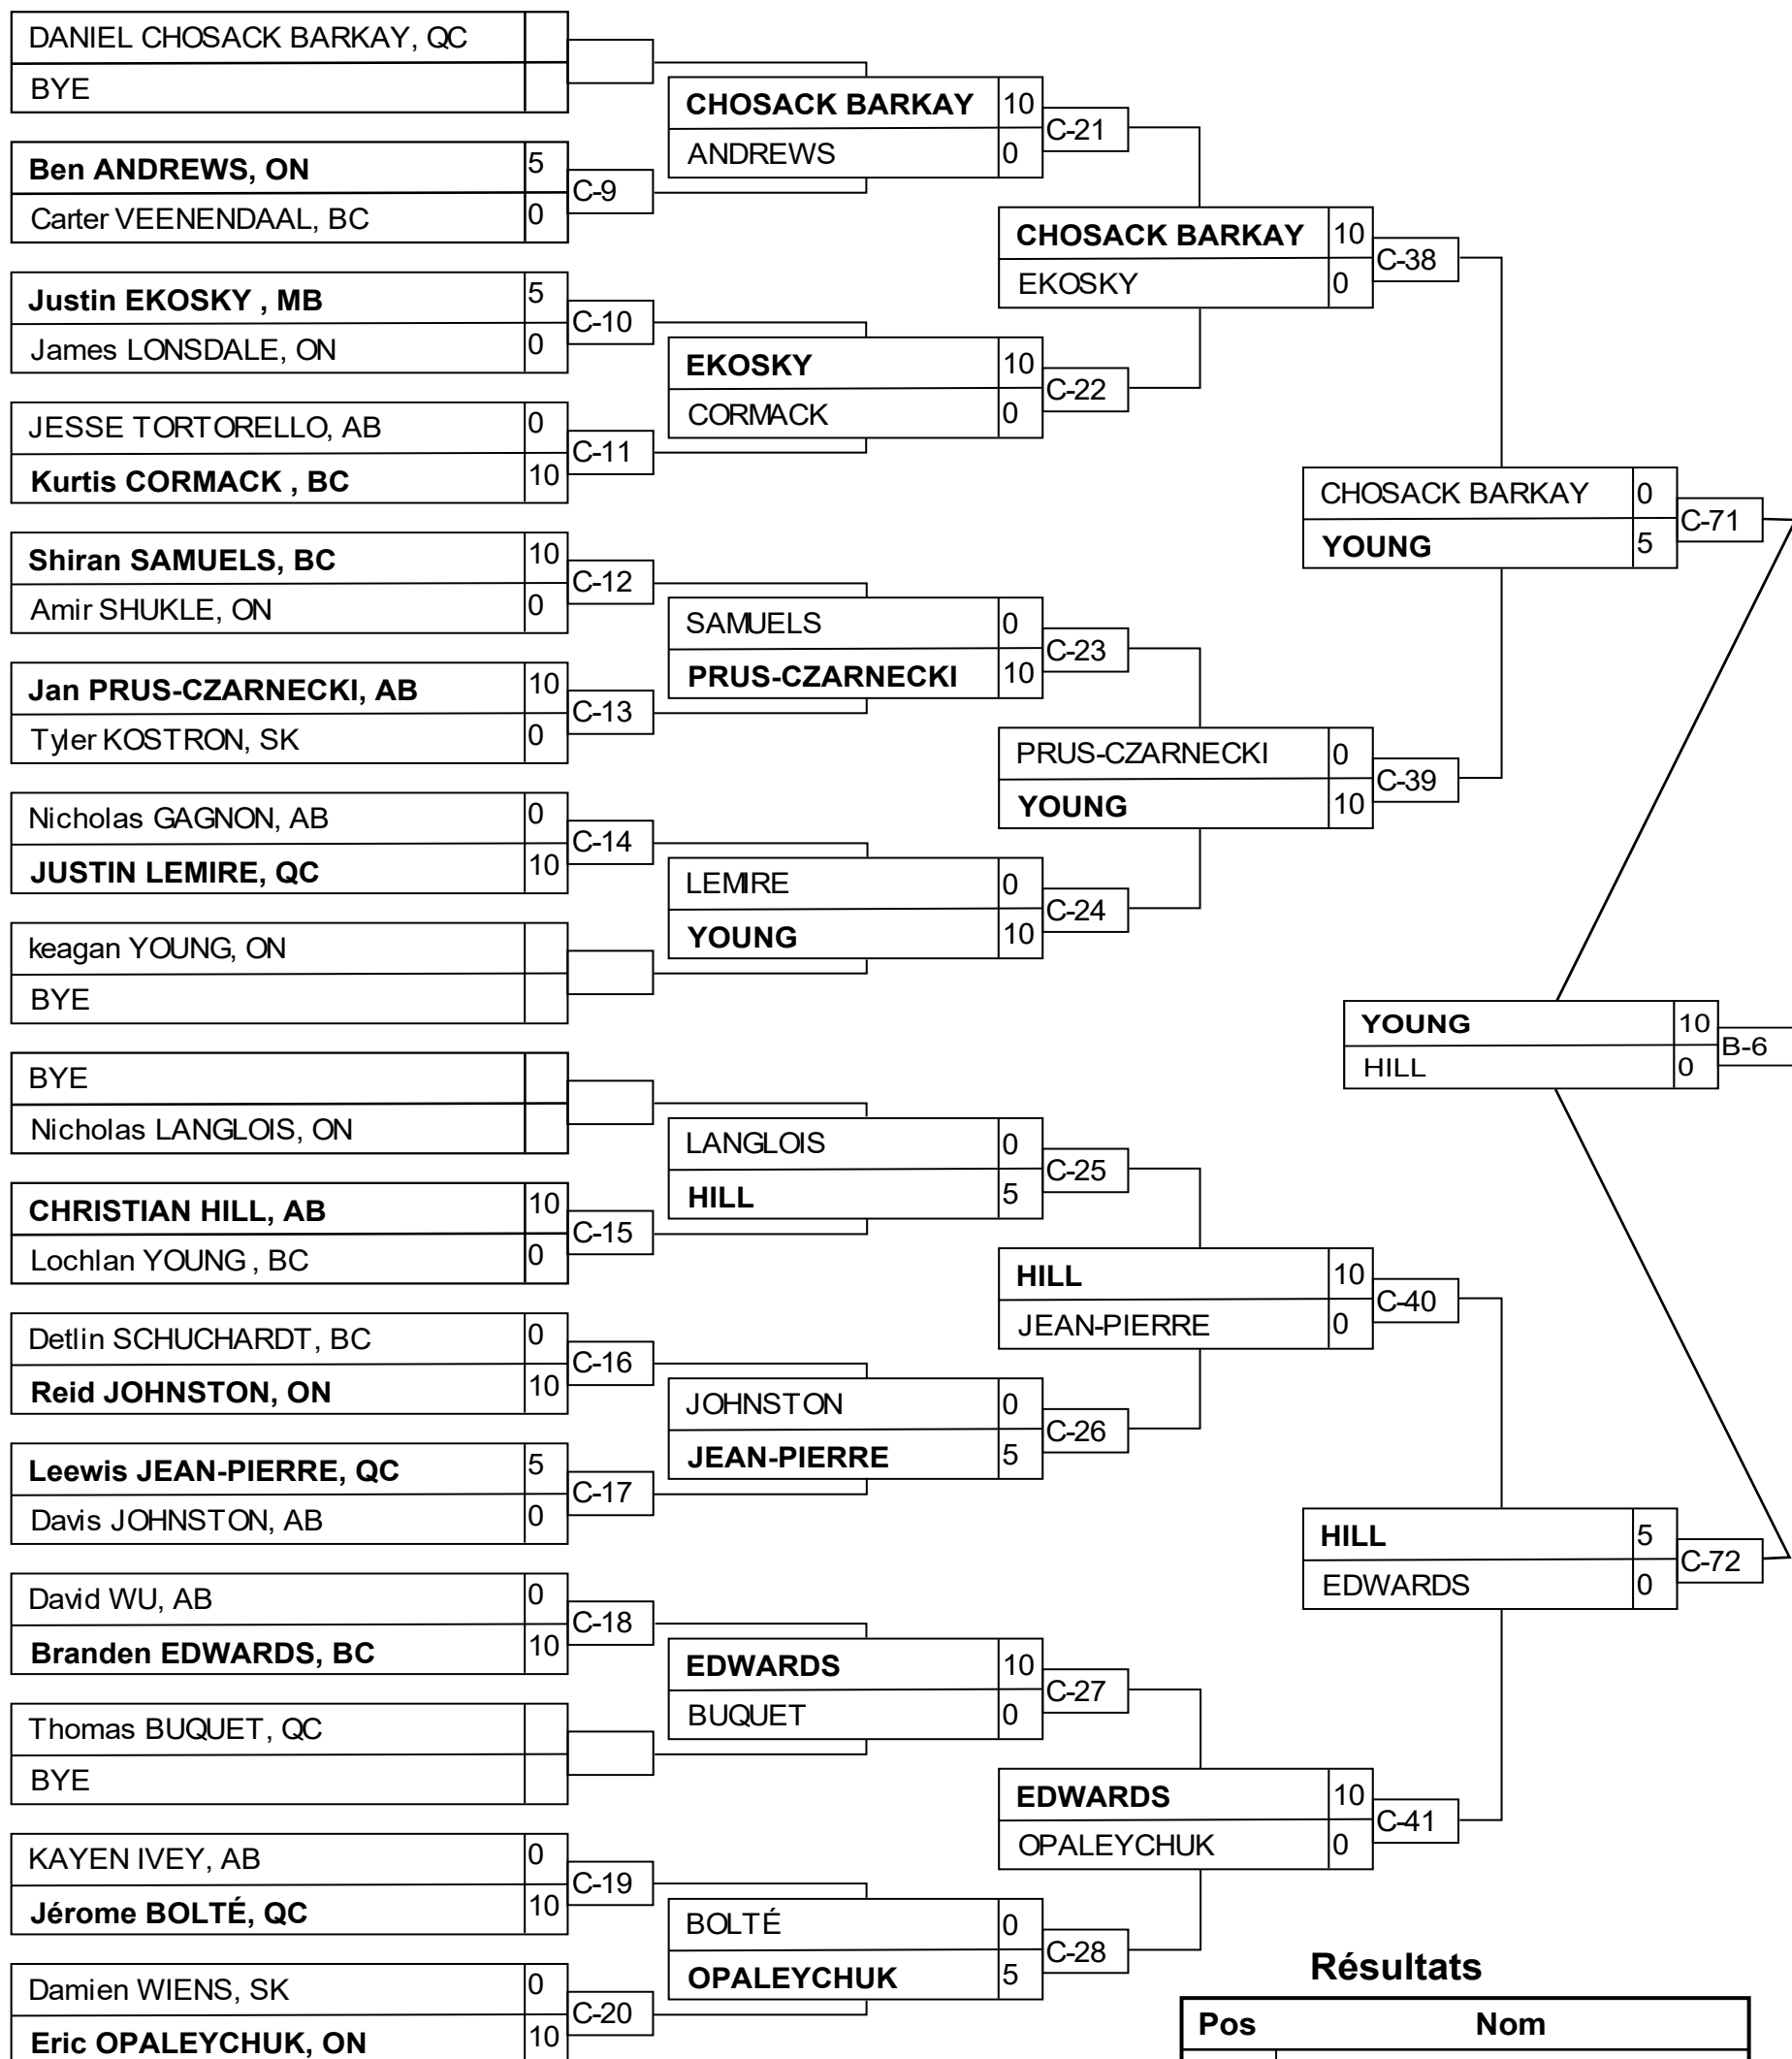 DANIEL CHOSACK BARKAY, QC
BYE
Ben ANDREWS, ON 5
Carter VEENENDAAL, BC 0
C-9
Justin EKOSKY , MB 5
James LONSDALE, ON 0
C-10
JESSE TORTORELLO, AB 0
Kurtis CORMACK , BC 10
C-11
Shiran SAMUELS, BC 10
Amir SHUKLE, ON 0
C-12
Jan PRUS-CZARNECKI, AB 10
Tyler KOSTRON, SK 0
C-13
Nicholas GAGNON, AB 0
JUSTIN LEMIRE, QC 10
C-14
keagan YOUNG, ON
BYE
BYE
Nicholas LANGLOIS, ON
CHRISTIAN HILL, AB 10
Lochlan YOUNG , BC 0
C-15
Detlin SCHUCHARDT, BC 0
Reid JOHNSTON, ON 10
C-16
Leewis JEAN-PIERRE, QC 5
Davis JOHNSTON, AB 0
C-17
David WU, AB 0
Branden EDWARDS, BC 10
C-18
Thomas BUQUET, QC
BYE
KAYEN IVEY, AB 0
Jérome BOLTÉ, QC 10
C-19
Damien WIENS, SK 0
Eric OPALEYCHUK, ON 10
C-20
CHOSACK BARKAY 10
ANDREWS 0
C-21
EKOSKY 10
CORMACK 0
C-22
SAMUELS 0
PRUS-CZARNECKI 10
C-23
LEMIRE 0
YOUNG 10
C-24
LANGLOIS 0
HILL 5
C-25
JOHNSTON 0
JEAN-PIERRE 5
C-26
EDWARDS 10
BUQUET 0
C-27
BOLTÉ 0
OPALEYCHUK 5
C-28
CHOSACK BARKAY 10
EKOSKY 0
C-38
PRUS-CZARNECKI 0
YOUNG 10
C-39
HILL 10
JEAN-PIERRE 0
C-40
EDWARDS 10
OPALEYCHUK 0
C-41
CHOSACK BARKAY 0
YOUNG 5
C-71
HILL 5
EDWARDS 0
C-72
YOUNG 10
HILL 0
B-6
Résultats
Pos Nom